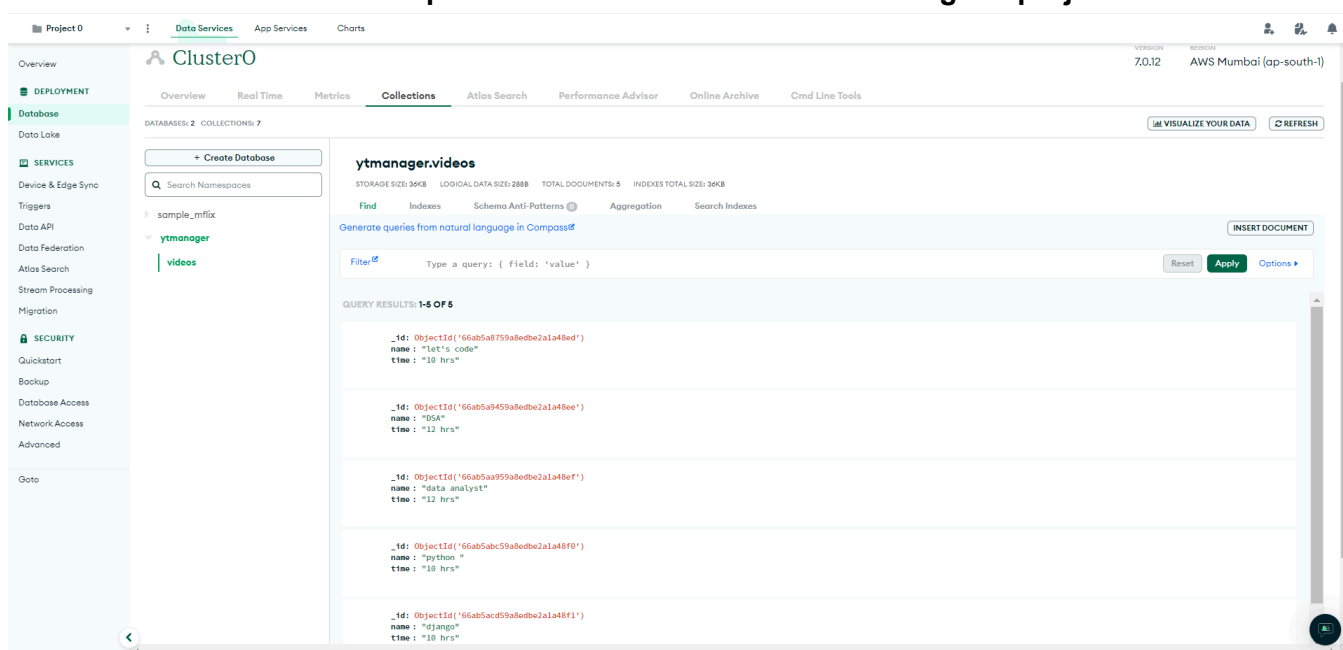 Project 0
Data Services App Services Charts
Overview
DEPLOYMENT
Database
Data Lake
SERVICES
Device & Edge Sync
Triggers
Data API
Data Federation
Atlas Search
Stream Processing
Migration
SECURITY
Quickstart
Backup
Database Access
Network Access
Advanced
Goto
Cluster0
VERSION
7.0.12
REGION
AWS Mumbai (ap-south-1)
Overview Real Time Metrics Collections Atlas Search Performance Advisor Online Archive Cmd Line Tools
DATABASES: 2 COLLECTIONS: 7
VISUALIZE YOUR DATA
REFRESH
+ Create Database
Search Namespaces
sample_mflix
ytmanager
videos
ytmanager.videos
STORAGE SIZE: 36KB LOGICAL DATA SIZE: 288B TOTAL DOCUMENTS: 5 INDEXES TOTAL SIZE: 36KB
Find Indexes Schema Anti-Patterns 0 Aggregation Search Indexes
Generate queries from natural language in Compass
INSERT DOCUMENT
Filter
Type a query: { field: 'value' }
Reset Apply Options
QUERY RESULTS: 1-5 OF 5
_id: ObjectId('66ab5a8759a8edbe2a1a48ed')
name : "let's code"
time : "10 hrs"
_id: ObjectId('66ab5a9459a8edbe2a1a48ee')
name : "DSA"
time : "12 hrs"
_id: ObjectId('66ab5aa959a8edbe2a1a48ef')
name : "data analyst"
time : "12 hrs"
_id: ObjectId('66ab5abc59a8edbe2a1a48f0')
name : "python "
time : "10 hrs"
_id: ObjectId('66ab5acd59a8edbe2a1a48f1')
name : "django"
time : "10 hrs"